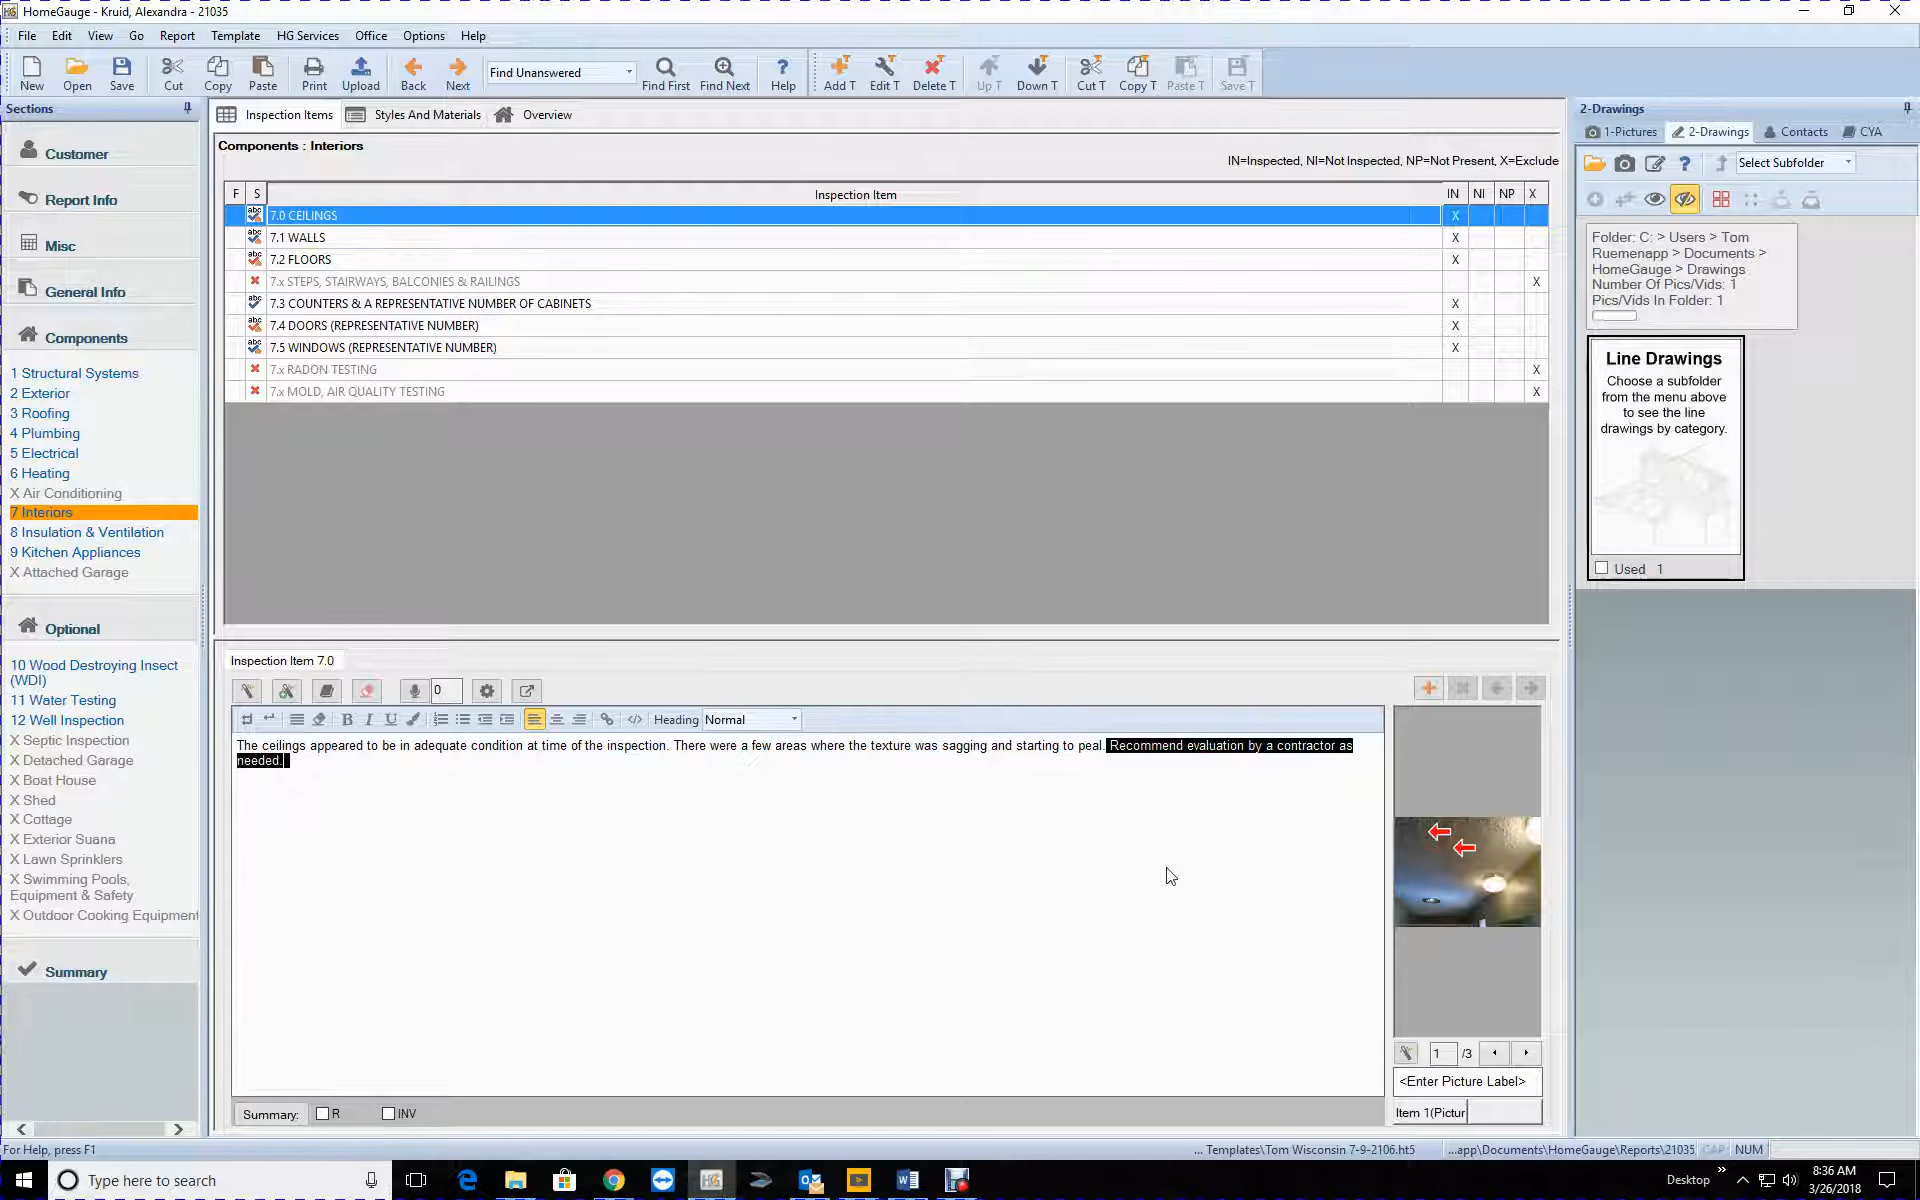 HomeGauge - Kruid, Alexandra - 21035
File Edit View Go Report Template HG Services Office Options Help
New Open Save Cut Copy Paste Print Upload Back Next Find Unanswered Find First Find Next Help Add T Edit T Delete T Up T Down T Cut T Copy T Paste T Save T
Sections
Customer
Report Info
Misc
General Info
Components
1 Structural Systems
2 Exterior
3 Roofing
4 Plumbing
5 Electrical
6 Heating
X Air Conditioning
7 Interiors
8 Insulation & Ventilation
9 Kitchen Appliances
X Attached Garage
Optional
10 Wood Destroying Insect
(WDI)
11 Water Testing
12 Well Inspection
X Septic Inspection
X Detached Garage
X Boat House
X Shed
X Cottage
X Exterior Suana
X Lawn Sprinklers
X Swimming Pools,
Equipment & Safety
X Outdoor Cooking Equipment
Summary
Inspection Items Styles And Materials Overview
Components : Interiors
IN=Inspected, NI=Not Inspected, NP=Not Present, X=Exclude
F S Inspection Item IN NI NP X
abc 7.0 CEILINGS X
abc 7.1 WALLS X
abc 7.2 FLOORS X
7.x STEPS, STAIRWAYS, BALCONIES & RAILINGS X
abc 7.3 COUNTERS & A REPRESENTATIVE NUMBER OF CABINETS X
abc 7.4 DOORS (REPRESENTATIVE NUMBER) X
abc 7.5 WINDOWS (REPRESENTATIVE NUMBER) X
7.x RADON TESTING X
7.x MOLD, AIR QUALITY TESTING X
Inspection Item 7.0
0
B I U Heading Normal
The ceilings appeared to be in adequate condition at time of the inspection. There were a few areas where the texture was sagging and starting to peal. Recommend evaluation by a contractor as
needed.
1 /3
<Enter Picture Label>
Item 1(Pictur
Summary: R INV
2-Drawings
1-Pictures 2-Drawings Contacts CYA
? Select Subfolder
Folder: C: > Users > Tom
Ruemenapp > Documents >
HomeGauge > Drawings
Number Of Pics/Vids: 1
Pics/Vids In Folder: 1
Line Drawings
Choose a subfolder
from the menu above
to see the line
drawings by category.
Used 1
For Help, press F1
... Templates\Tom Wisconsin 7-9-2106.ht5 ...app\Documents\HomeGauge\Reports\21035 CAP NUM
Type here to search
Desktop
8:36 AM
3/26/2018